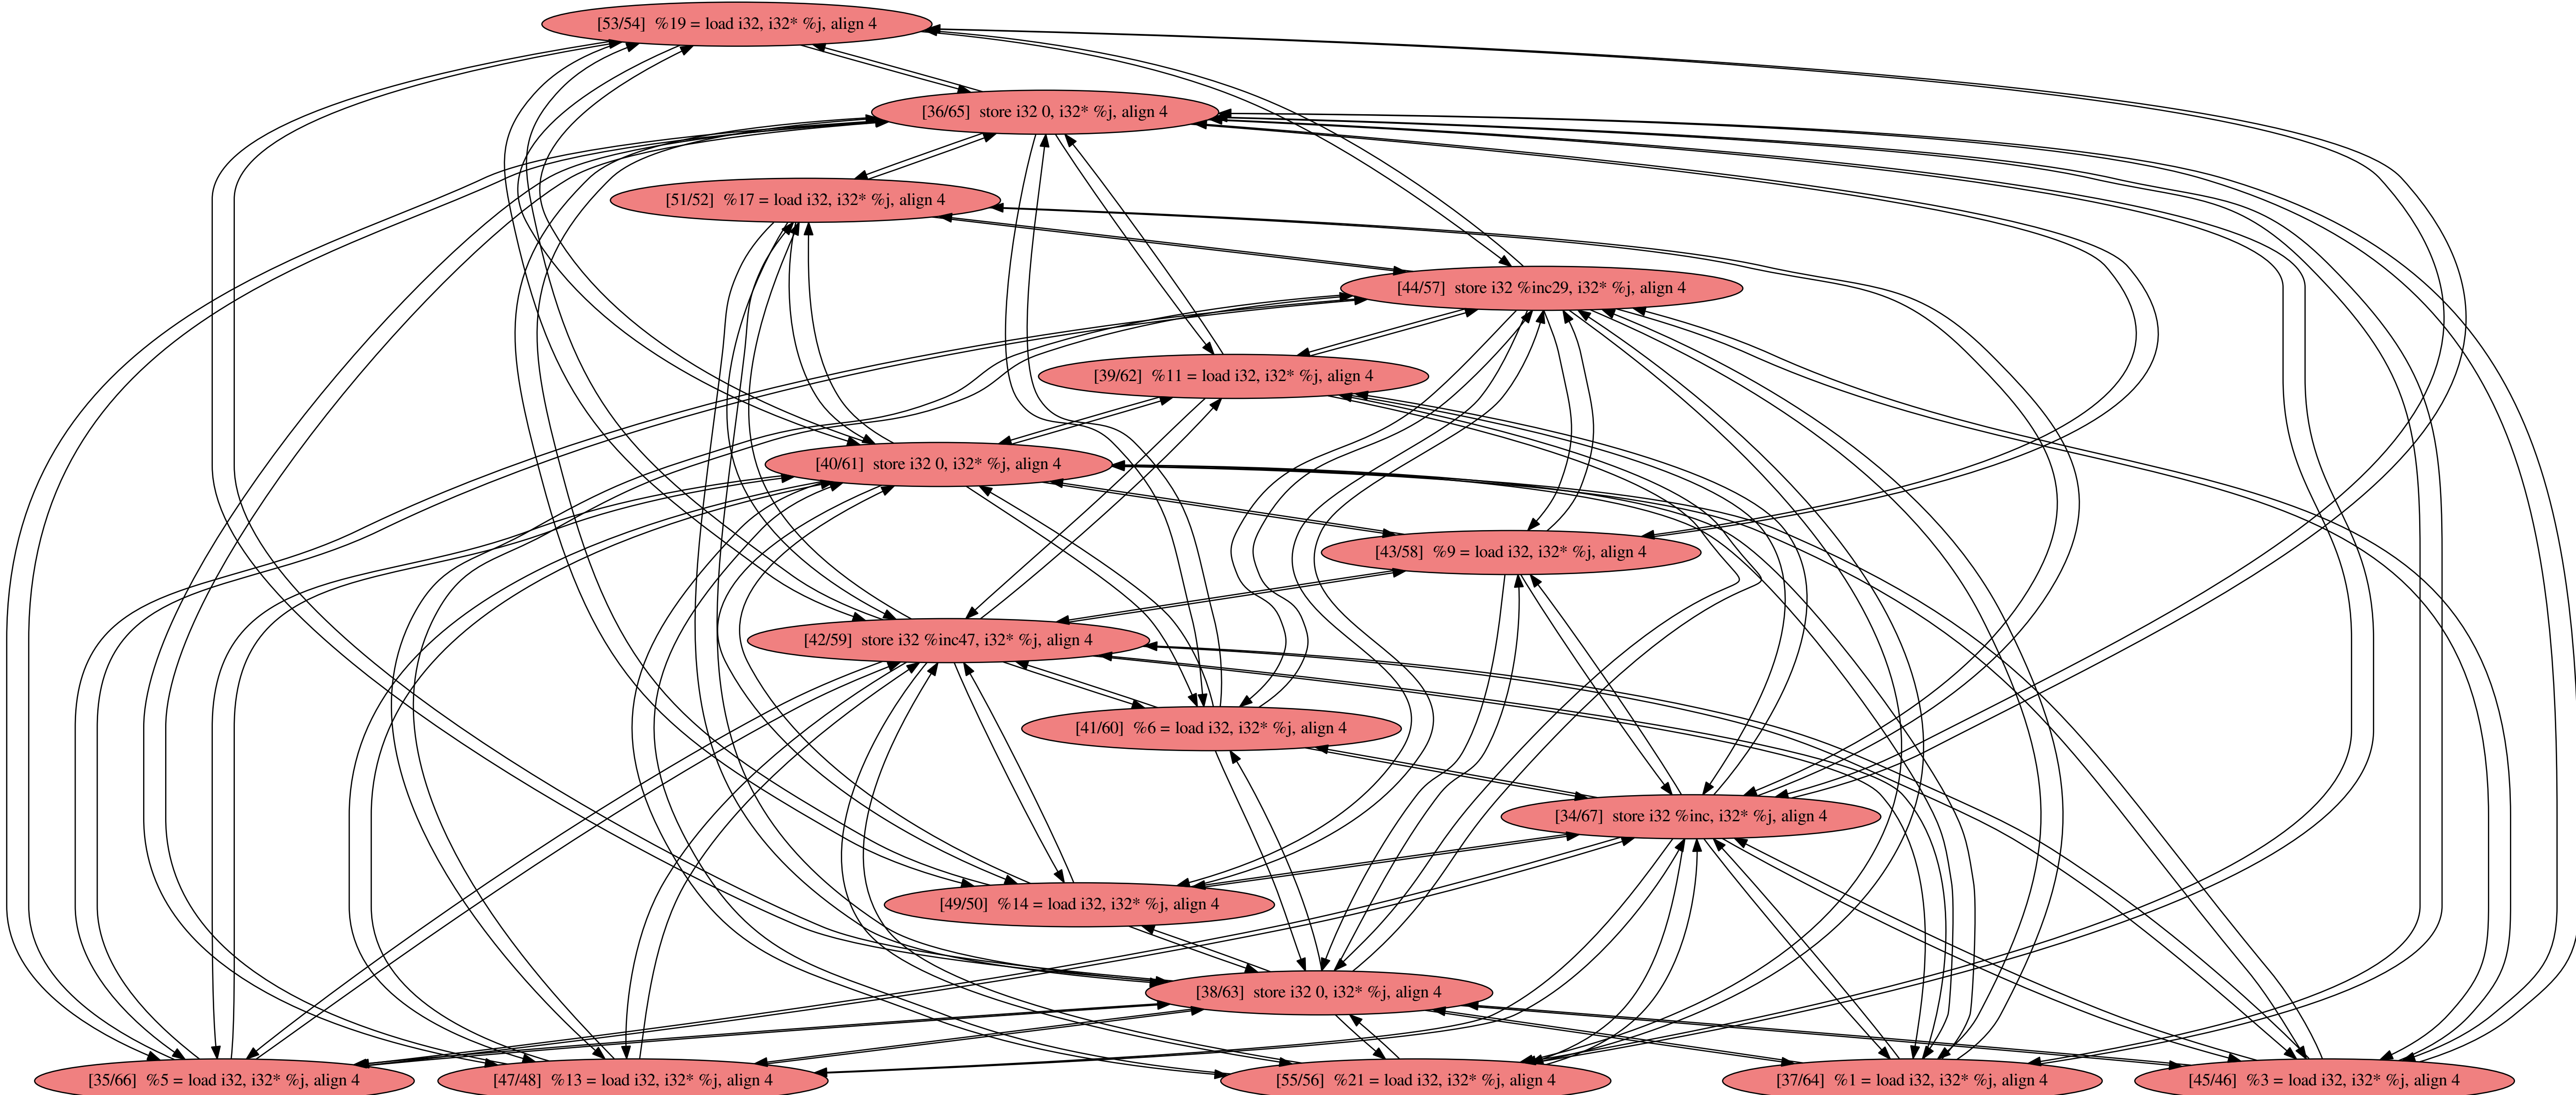 [53/54]  %19 = load i32, i32* %j, align 4
[36/65]  store i32 0, i32* %j, align 4
[51/52]  %17 = load i32, i32* %j, align 4
[44/57]  store i32 %inc29, i32* %j, align 4
[39/62]  %11 = load i32, i32* %j, align 4
[40/61]  store i32 0, i32* %j, align 4
[43/58]  %9 = load i32, i32* %j, align 4
[42/59]  store i32 %inc47, i32* %j, align 4
[41/60]  %6 = load i32, i32* %j, align 4
[34/67]  store i32 %inc, i32* %j, align 4
[49/50]  %14 = load i32, i32* %j, align 4
[38/63]  store i32 0, i32* %j, align 4
[35/66]  %5 = load i32, i32* %j, align 4
[47/48]  %13 = load i32, i32* %j, align 4
[55/56]  %21 = load i32, i32* %j, align 4
[37/64]  %1 = load i32, i32* %j, align 4
[45/46]  %3 = load i32, i32* %j, align 4